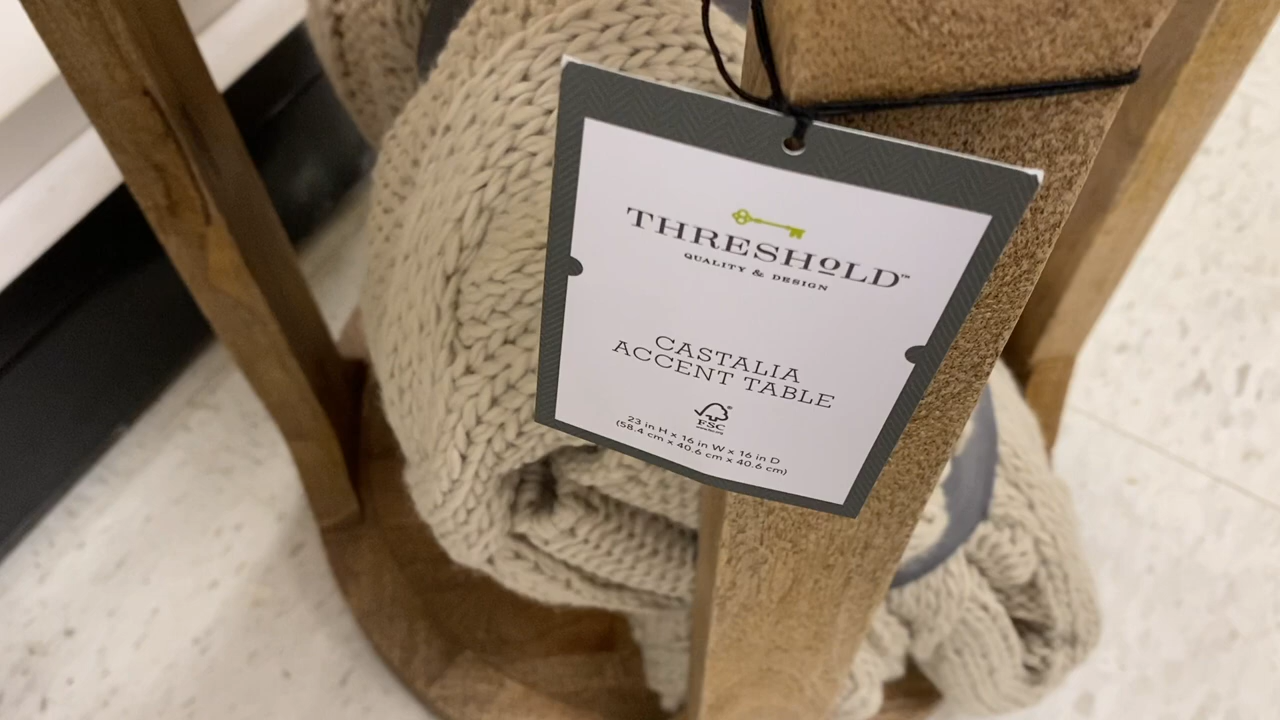 THRESHOLD™
QUALITY & DESIGN
CASTALIA
ACCENT TABLE
FSC
23 in H x 16 in W x 16 in D
(58.4 cm x 40.6 cm x 40.6 cm)